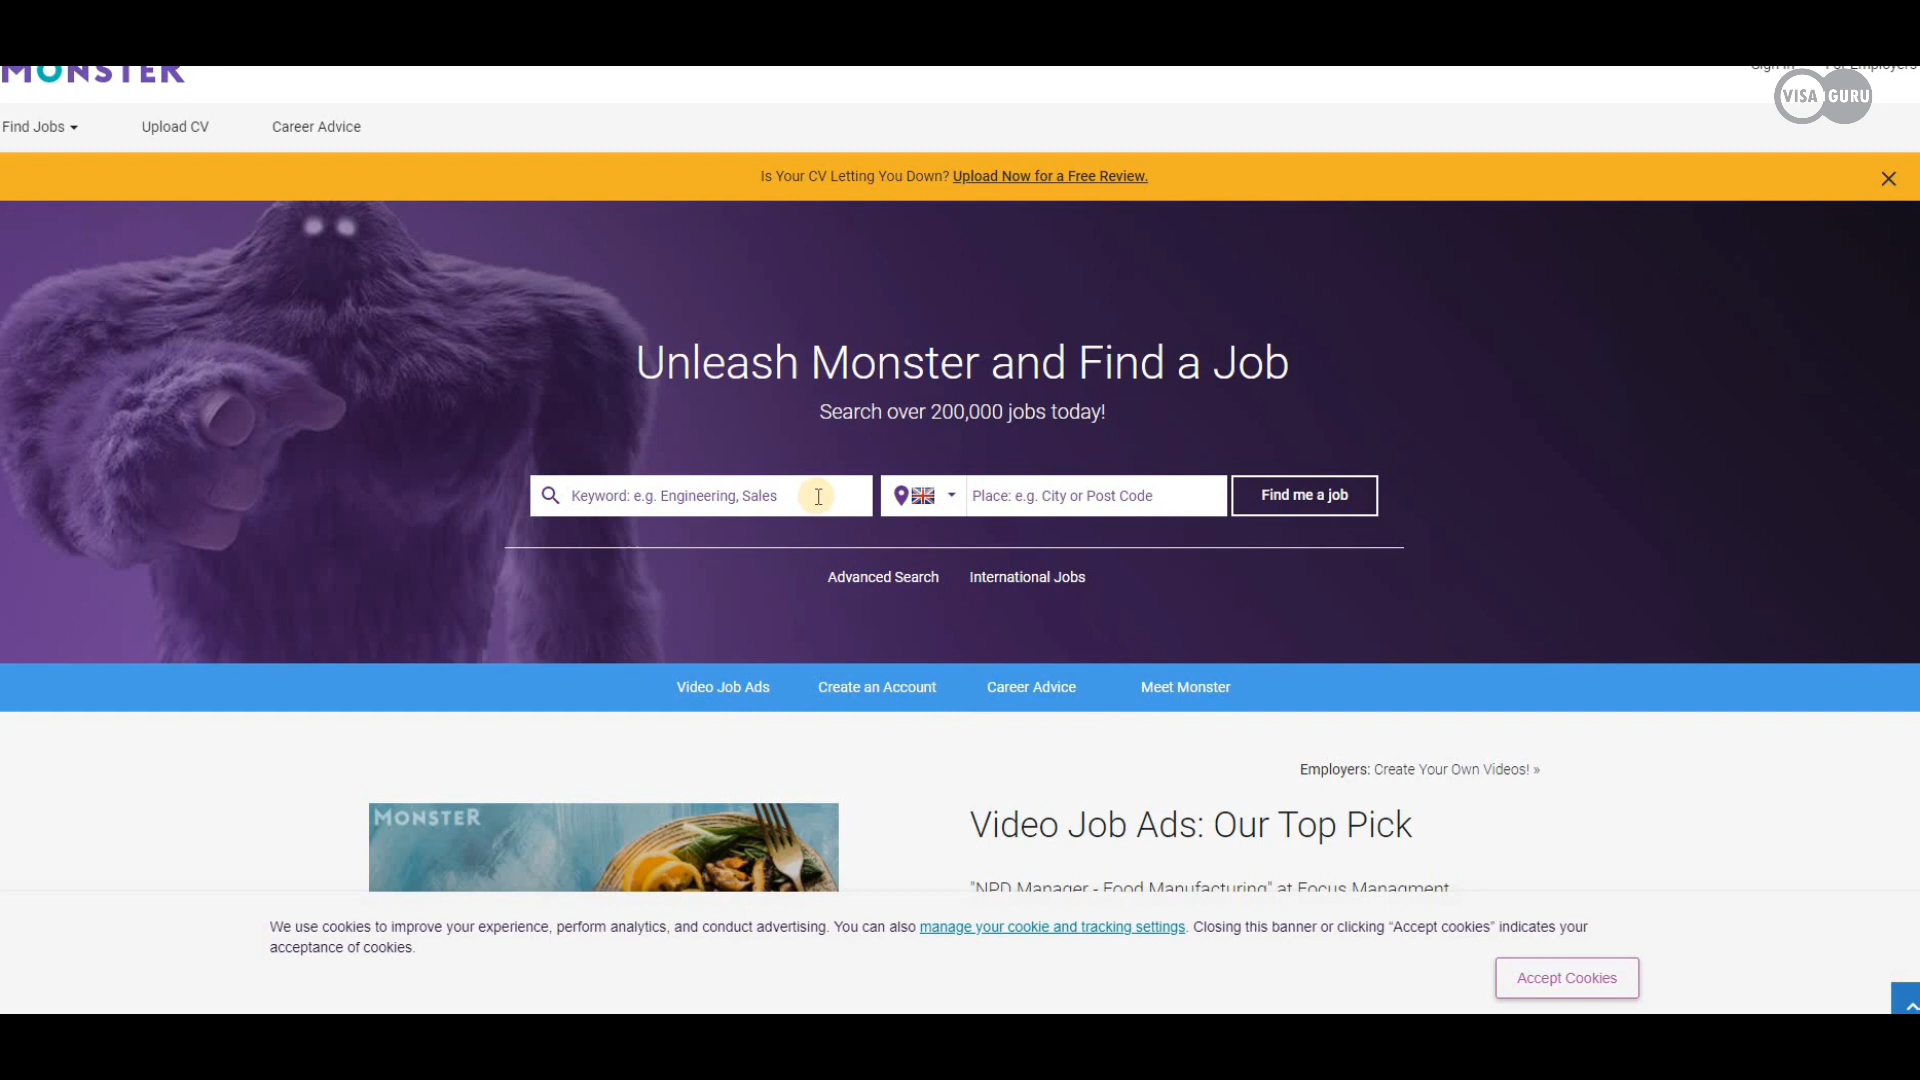 MONSTER
Sign In For Employers
VISA GURU
Find Jobs Upload CV Career Advice
Is Your CV Letting You Down? Upload Now for a Free Review.
Unleash Monster and Find a Job
Search over 200,000 jobs today!
Keyword: e.g. Engineering, Sales
Place: e.g. City or Post Code
Find me a job
Advanced Search International Jobs
Video Job Ads Create an Account Career Advice Meet Monster
Employers: Create Your Own Videos! »
MONSTER
Video Job Ads: Our Top Pick
"NPD Manager - Food Manufacturing" at Focus Managment
We use cookies to improve your experience, perform analytics, and conduct advertising. You can also manage your cookie and tracking settings. Closing this banner or clicking “Accept cookies” indicates your
acceptance of cookies.
Accept Cookies